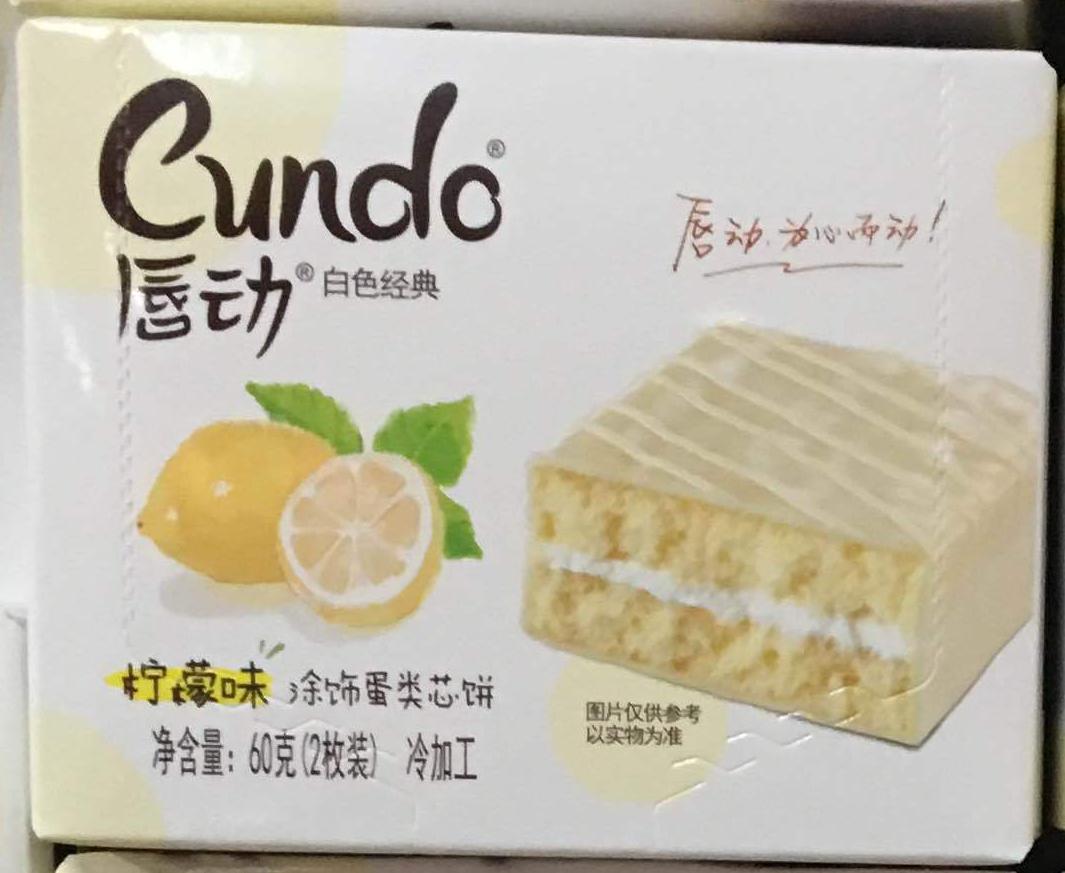 Cundo®
唇动® 白色经典
唇动,为心而动!
柠檬味 涂饰蛋类芯饼
净含量:60克(2枚装) 冷加工
图片仅供参考
以实物为准